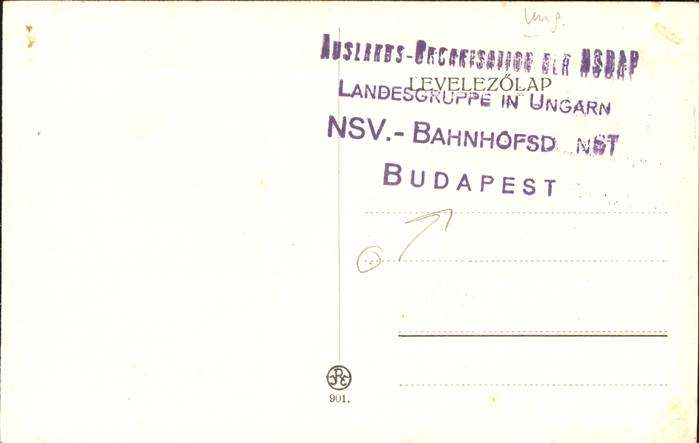 Ung.
AUSLANDS-ORGANISATION DER NSDAP
LEVELEZŐLAP
LANDESGRUPPE IN UNGARN
NSV.- BAHNHOFSD NST
BUDAPEST
901.